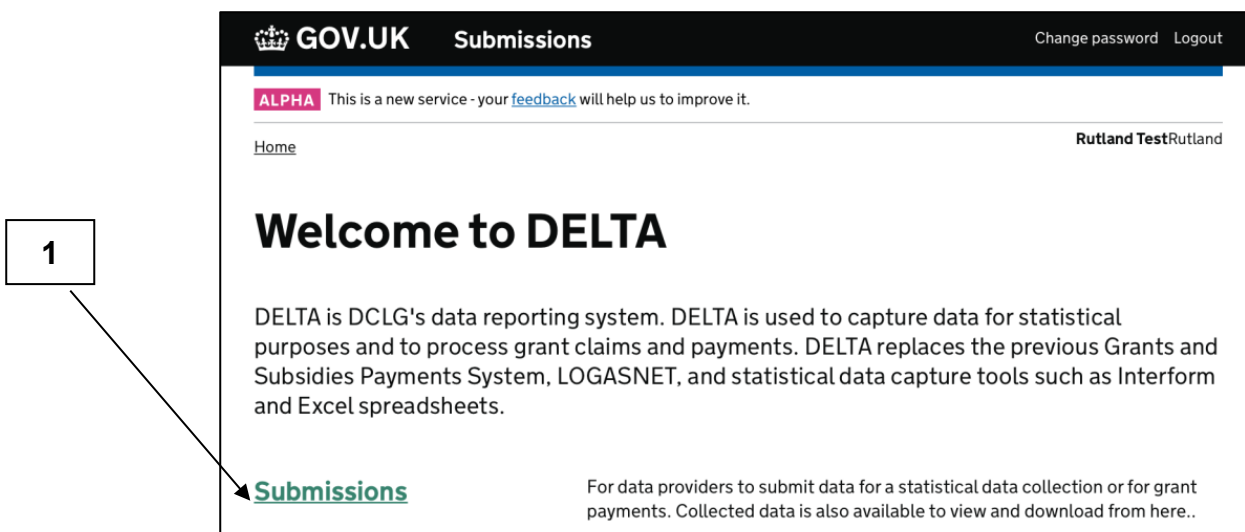 GOV.UK Submissions Change password Logout
ALPHA This is a new service - your feedback will help us to improve it.
Home Rutland TestRutland
Welcome to DELTA
1
DELTA is DCLG's data reporting system. DELTA is used to capture data for statistical
purposes and to process grant claims and payments. DELTA replaces the previous Grants and
Subsidies Payments System, LOGASNET, and statistical data capture tools such as Interform
and Excel spreadsheets.
Submissions
For data providers to submit data for a statistical data collection or for grant
payments. Collected data is also available to view and download from here..